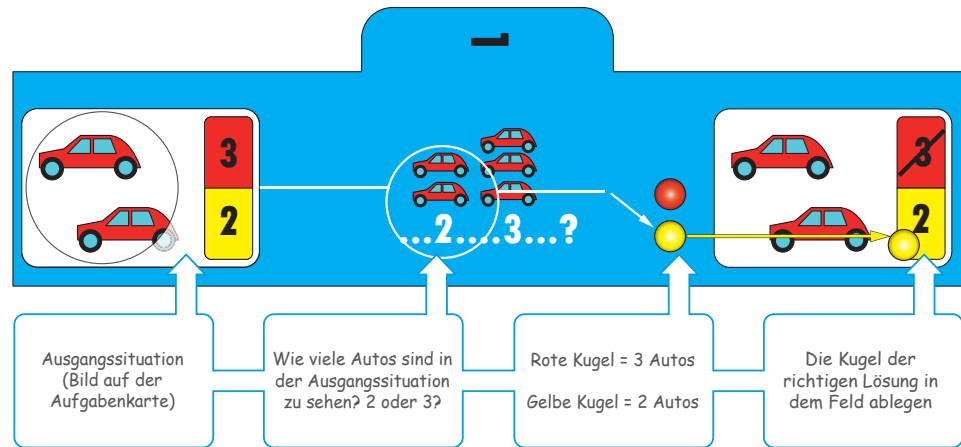 1
3
2
...2....3...?
3
2
Ausgangssituation
(Bild auf der
Aufgabenkarte)
Wie viele Autos sind in
der Ausgangssituation
zu sehen? 2 oder 3?
Rote Kugel = 3 Autos
Gelbe Kugel = 2 Autos
Die Kugel der
richtigen Lösung in
dem Feld ablegen